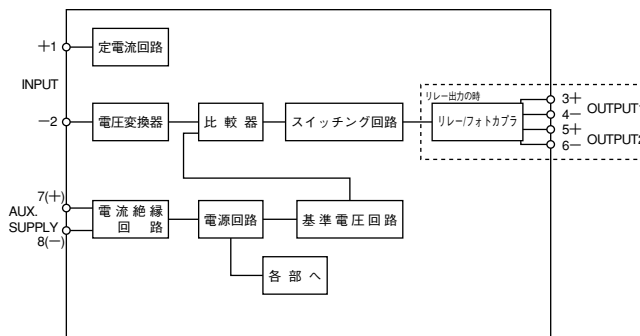 +1
定電流回路
INPUT
−2
電圧変換器
比較器
スイッチング回路
リレー出力の時
リレー/フォトカプラ
3+
4−
OUTPUT1
5+
6−
OUTPUT2
7(+)
AUX.
SUPPLY
8(−)
電流絶縁
回路
電源回路
基準電圧回路
各部へ